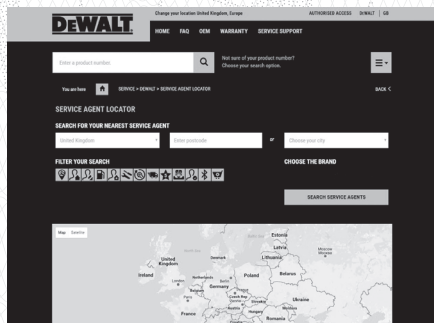 Change your location United Kingdom, Europe
AUTHORISED ACCESS DEWALT GB
DEWALT.
HOME FAQ OEM WARRANTY SERVICE SUPPORT
Enter a product number.
Not sure of your product number?
Choose your search option.
You are here SERVICE > DEWALT > SERVICE AGENT LOCATOR
BACK <
SERVICE AGENT LOCATOR
SEARCH FOR YOUR NEAREST SERVICE AGENT
United Kingdom Enter postcode or Choose your city
FILTER YOUR SEARCH CHOOSE THE BRAND
SEARCH SERVICE AGENTS
Map Satellite
Estonia
Latvia
Moscow
Denmark
Lithuania
United
Kingdom
Ireland
Netherlands
Poland
Belarus
London
Berlin
Germany
Belgium
Ukraine
Paris
Austria
Hungary
France
Romania